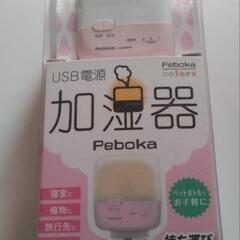 Peboka
USB電源
Peboka
colors
加湿器
Peboka
寝室に
植物に
旅行先に
ペットボトルで
お手軽に
持ち運び